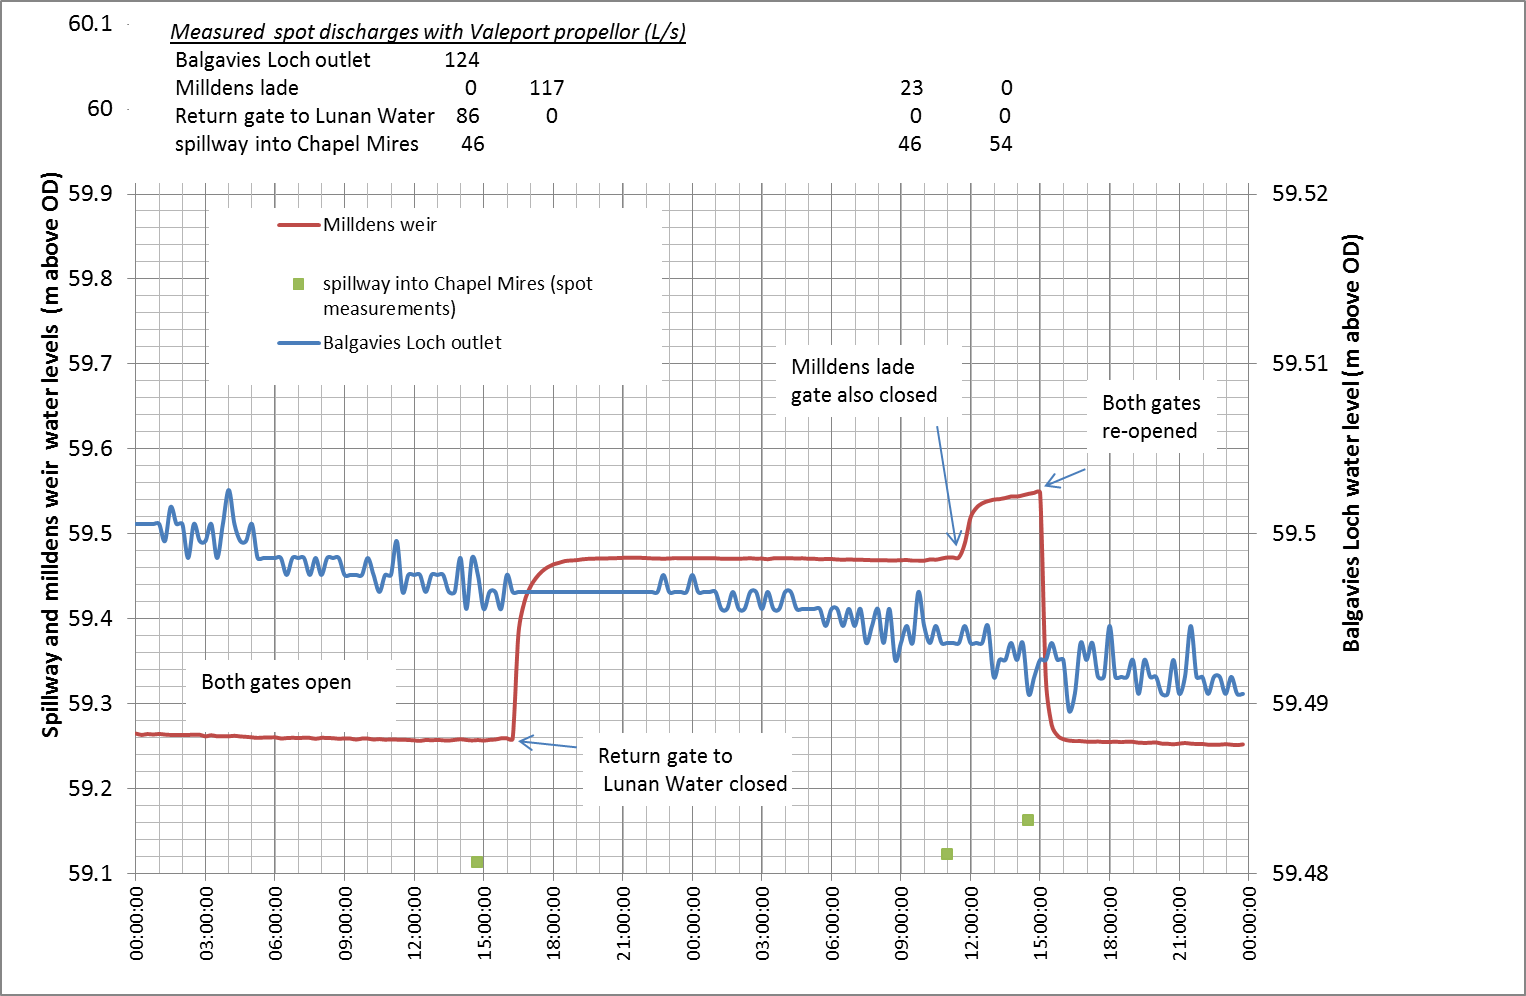 60.1
Measured spot discharges with Valeport propellor (L/s)
Balgavies Loch outlet 124
Milldens lade 0 117 23 0
60
Return gate to Lunan Water 86 0 0 0
spillway into Chapel Mires 46 46 54
Spillway and milldens weir water levels (m above OD)
59.9
59.8
59.7
59.6
59.5
59.4
59.3
59.2
59.1
Milldens weir
spillway into Chapel Mires (spot
measurements)
Balgavies Loch outlet
Milldens lade
gate also closed
Both gates
re-opened
Both gates open
Return gate to
Lunan Water closed
59.52
59.51
59.5
59.49
59.48
Balgavies Loch water level (m above OD)
00:00:00
03:00:00
06:00:00
09:00:00
12:00:00
15:00:00
18:00:00
21:00:00
00:00:00
03:00:00
06:00:00
09:00:00
12:00:00
15:00:00
18:00:00
21:00:00
00:00:00